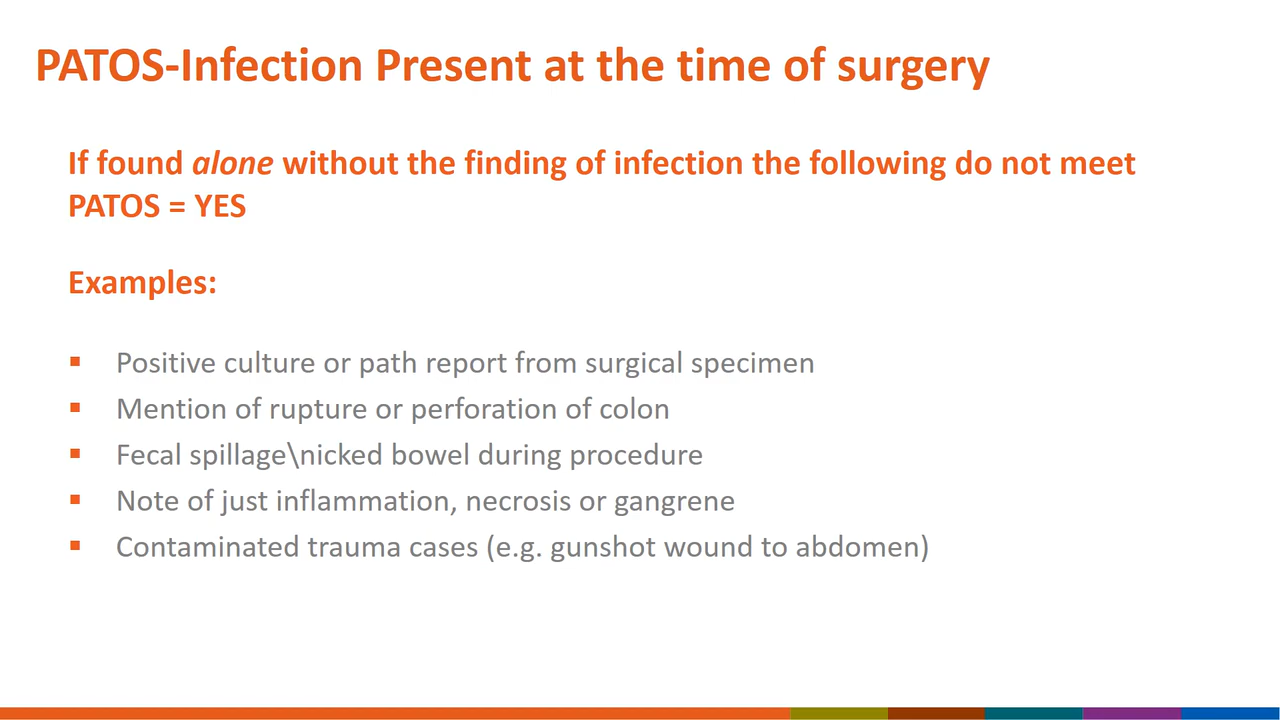 PATOS-Infection Present at the time of surgery
If found alone without the finding of infection the following do not meet
PATOS = YES
Examples:
▪ Positive culture or path report from surgical specimen
▪ Mention of rupture or perforation of colon
▪ Fecal spillage\nicked bowel during procedure
▪ Note of just inflammation, necrosis or gangrene
▪ Contaminated trauma cases (e.g. gunshot wound to abdomen)